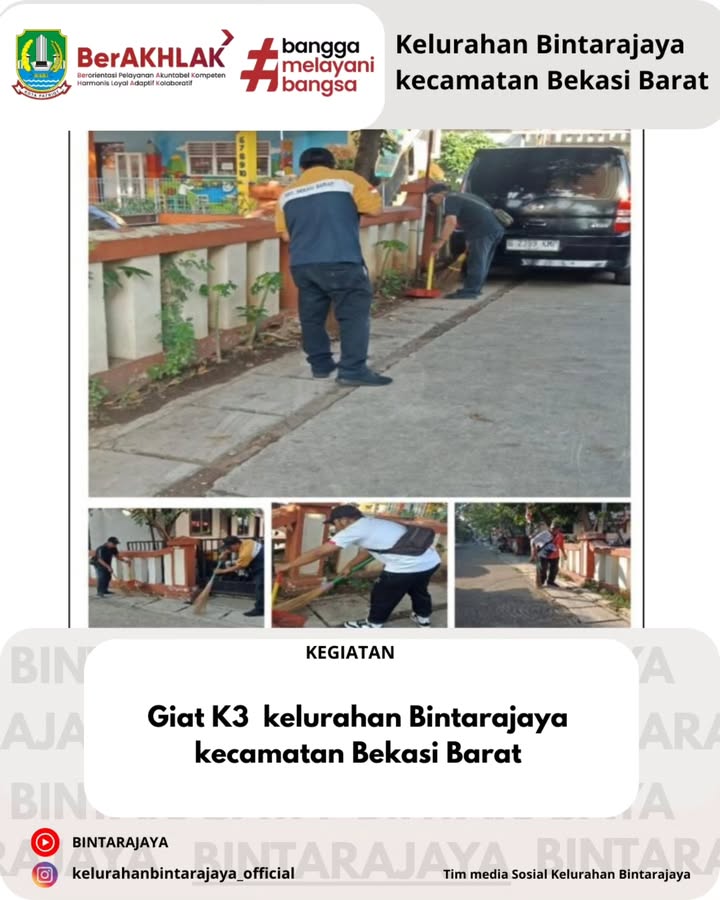 BerAKHLAK
Berorientasi Pelayanan Akuntabel Kompeten
Harmonis Loyal Adaptif Kolaboratif
#bangga
melayani
bangsa
Kelurahan Bintarajaya
kecamatan Bekasi Barat
KEGIATAN
Giat K3 kelurahan Bintarajaya
kecamatan Bekasi Barat
BINTARAJAYA
kelurahanbintarajaya_official
Tim media Sosial Kelurahan Bintarajaya
BINTARAJAYA